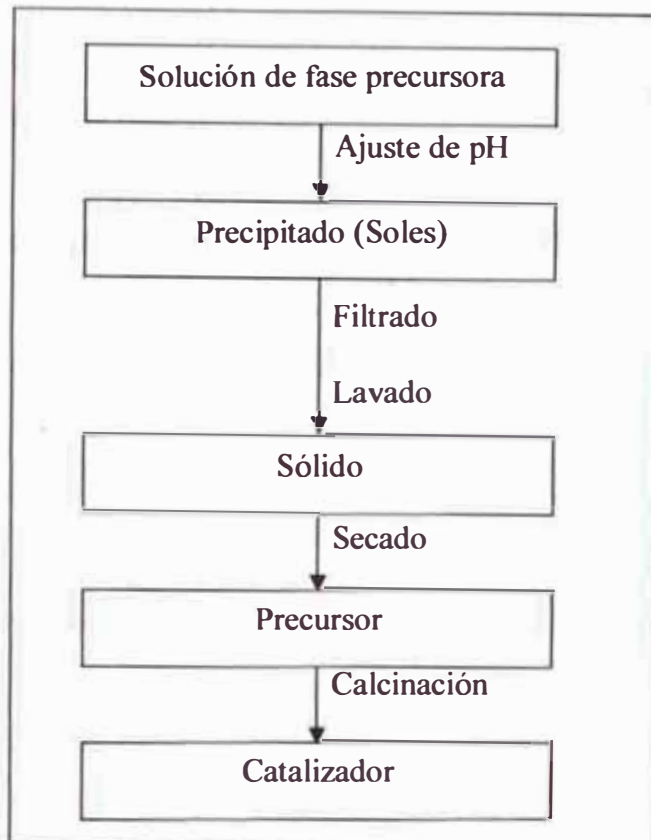 Solución de fase precursora
Ajuste de pH
Precipitado (Soles)
Filtrado
Lavado
Sólido
Secado
Precursor
Calcinación
Catalizador